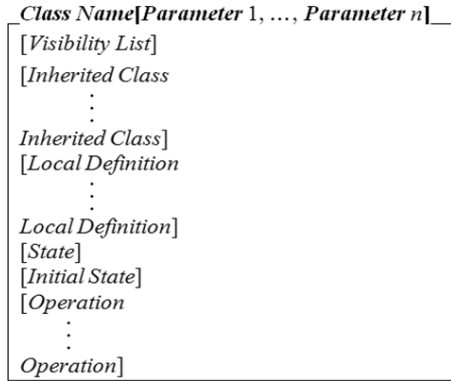 Class Name[Parameter 1, ..., Parameter n]
[Visibility List]
[Inherited Class
⋮
Inherited Class]
[Local Definition
⋮
Local Definition]
[State]
[Initial State]
[Operation
⋮
Operation]